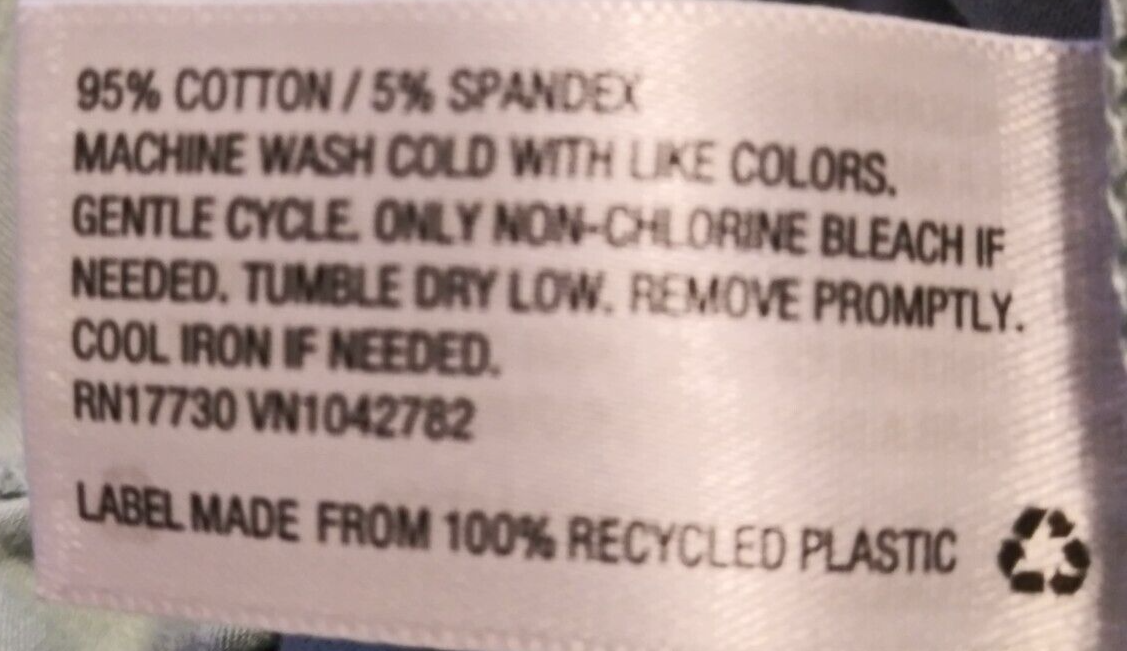 95% COTTON / 5% SPANDEX
MACHINE WASH COLD WITH LIKE COLORS.
GENTLE CYCLE. ONLY NON-CHLORINE BLEACH IF
NEEDED. TUMBLE DRY LOW. REMOVE PROMPTLY.
COOL IRON IF NEEDED.
RN17730 VN1042782
LABEL MADE FROM 100% RECYCLED PLASTIC